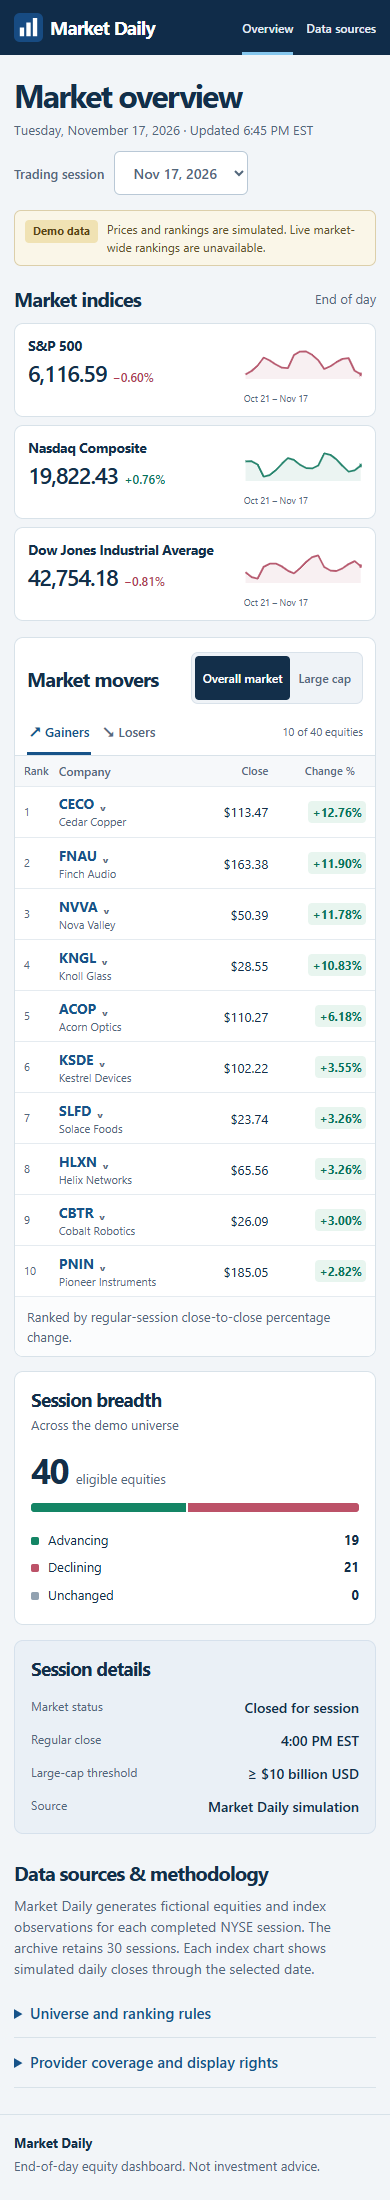 Market Daily
Overview Data sources
Market overview
Tuesday, November 17, 2026 · Updated 6:45 PM EST
Trading session Nov 17, 2026
Demo data Prices and rankings are simulated. Live market-
wide rankings are unavailable.
Market indices End of day
S&P 500
6,116.59 −0.60%
Oct 21 – Nov 17
Nasdaq Composite
19,822.43 +0.76%
Oct 21 – Nov 17
Dow Jones Industrial Average
42,754.18 −0.81%
Oct 21 – Nov 17
Market movers Overall market Large cap
↗ Gainers ↘ Losers 10 of 40 equities
Rank Company Close Change %
1 CECO $113.47 +12.76%
Cedar Copper
2 FNAU $163.38 +11.90%
Finch Audio
3 NVVA $50.39 +11.78%
Nova Valley
4 KNGL $28.55 +10.83%
Knoll Glass
5 ACOP $110.27 +6.18%
Acorn Optics
6 KSDE $102.22 +3.55%
Kestrel Devices
7 SLFD $23.74 +3.26%
Solace Foods
8 HLXN $65.56 +3.26%
Helix Networks
9 CBTR $26.09 +3.00%
Cobalt Robotics
10 PNIN $185.05 +2.82%
Pioneer Instruments
Ranked by regular-session close-to-close percentage
change.
Session breadth
Across the demo universe
40 eligible equities
Advancing 19
Declining 21
Unchanged 0
Session details
Market status Closed for session
Regular close 4:00 PM EST
Large-cap threshold ≥ $10 billion USD
Source Market Daily simulation
Data sources & methodology
Market Daily generates fictional equities and index
observations for each completed NYSE session. The
archive retains 30 sessions. Each index chart shows
simulated daily closes through the selected date.
Universe and ranking rules
Provider coverage and display rights
Market Daily
End-of-day equity dashboard. Not investment advice.